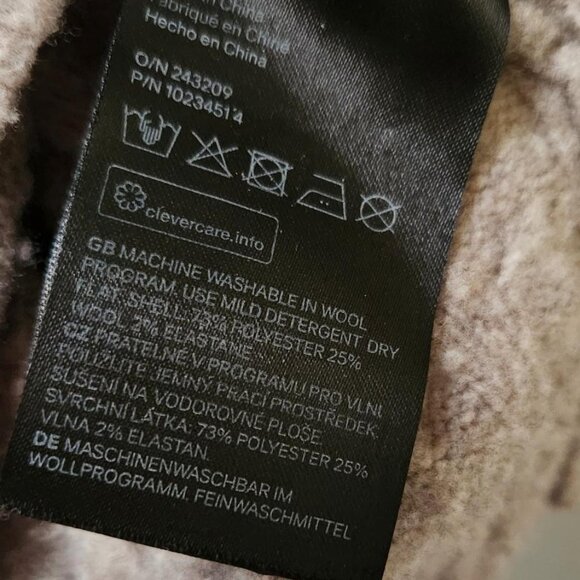 in China
Fabriqué en Chine
Hecho en China
O/N 243209
P/N 10234514
clevercare.info
GB MACHINE WASHABLE IN WOOL
PROGRAM. USE MILD DETERGENT. DRY
FLAT. SHELL: 73% POLYESTER 25%
WOOL 2% ELASTANE
CZ PRATELNÉ V PROGRAMU PRO VLNU.
POUŽIJTE JEMNÝ PRACÍ PROSTŘEDEK.
SUŠENÍ NA VODOROVNÉ PLOŠE.
SVRCHNÍ LÁTKA: 73% POLYESTER 25%
VLNA 2% ELASTAN.
DE MASCHINENWASCHBAR IM
WOLLPROGRAMM. FEINWASCHMITTEL